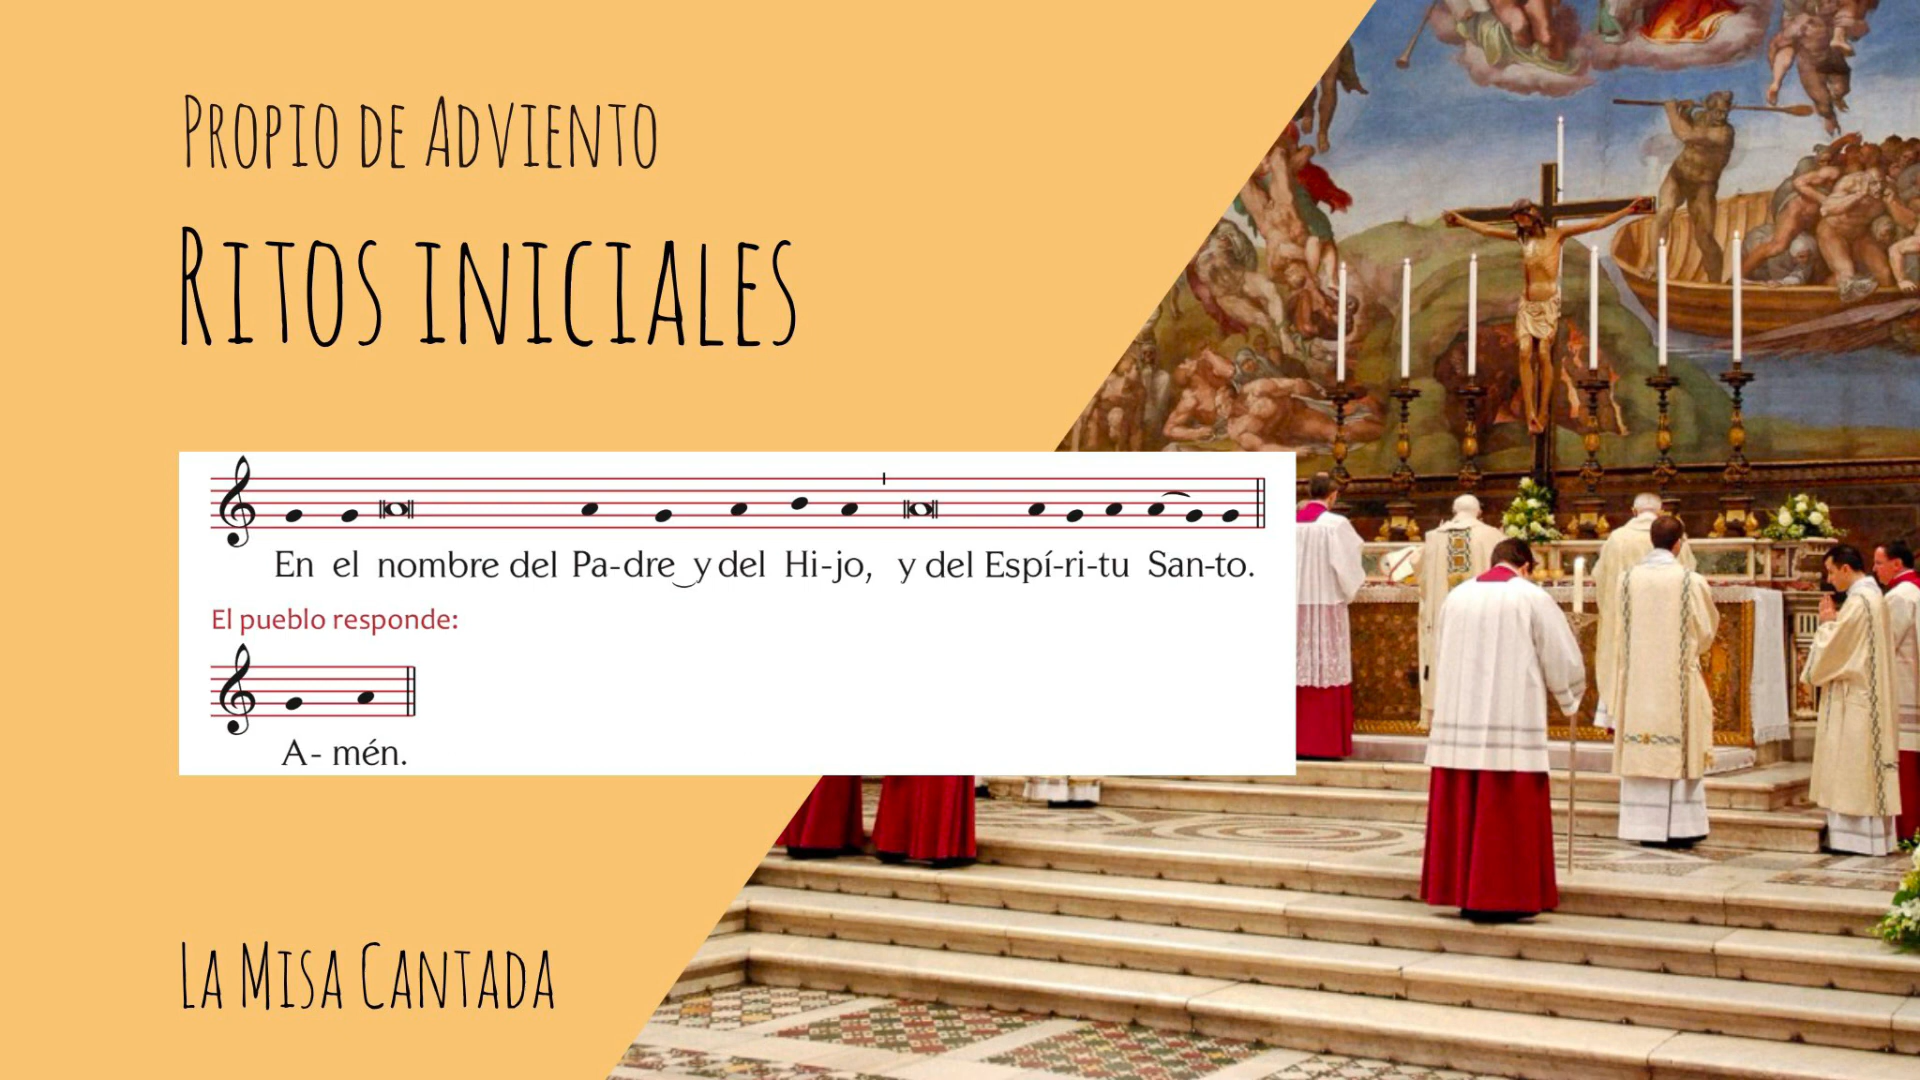 Propio de Adviento
Ritos iniciales
En el nombre del Pa-dre y del Hi-jo, y del Espí-ri-tu San-to.
El pueblo responde:
A- mén.
La Misa Cantada